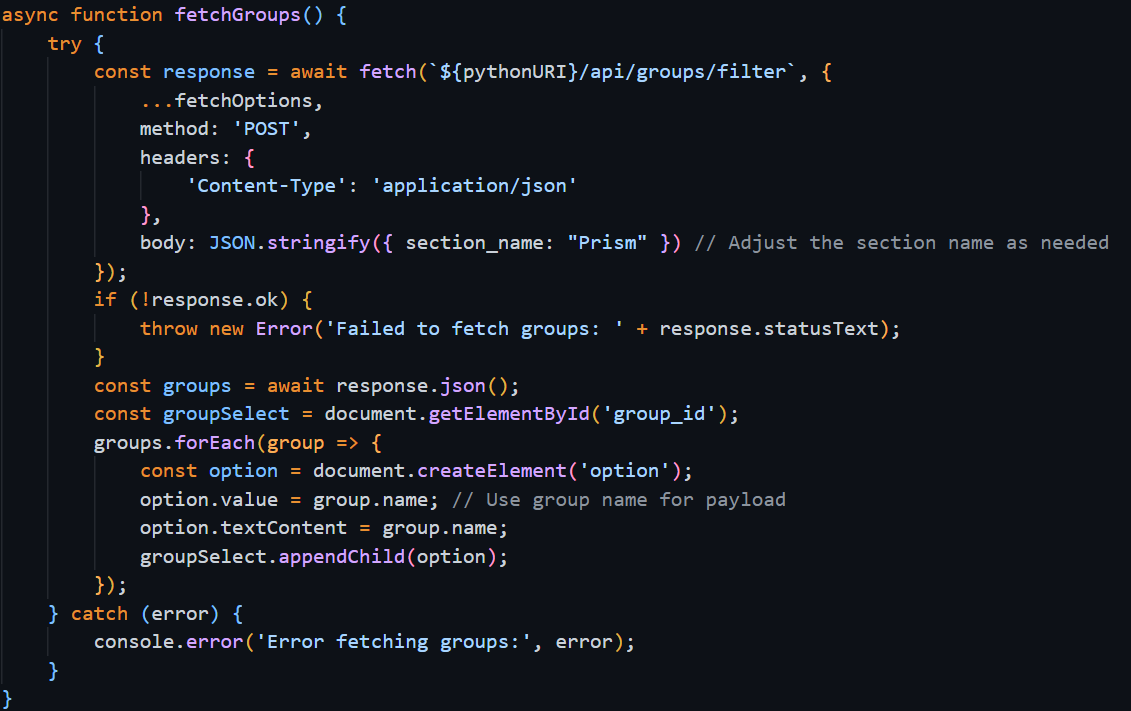 async function fetchGroups() {
    try {
        const response = await fetch(`${pythonURI}/api/groups/filter`, {
            ...fetchOptions,
            method: 'POST',
            headers: {
                'Content-Type': 'application/json'
            },
            body: JSON.stringify({ section_name: "Prism" }) // Adjust the section name as needed
        });
        if (!response.ok) {
            throw new Error('Failed to fetch groups: ' + response.statusText);
        }
        const groups = await response.json();
        const groupSelect = document.getElementById('group_id');
        groups.forEach(group => {
            const option = document.createElement('option');
            option.value = group.name; // Use group name for payload
            option.textContent = group.name;
            groupSelect.appendChild(option);
        });
    } catch (error) {
        console.error('Error fetching groups:', error);
    }
}